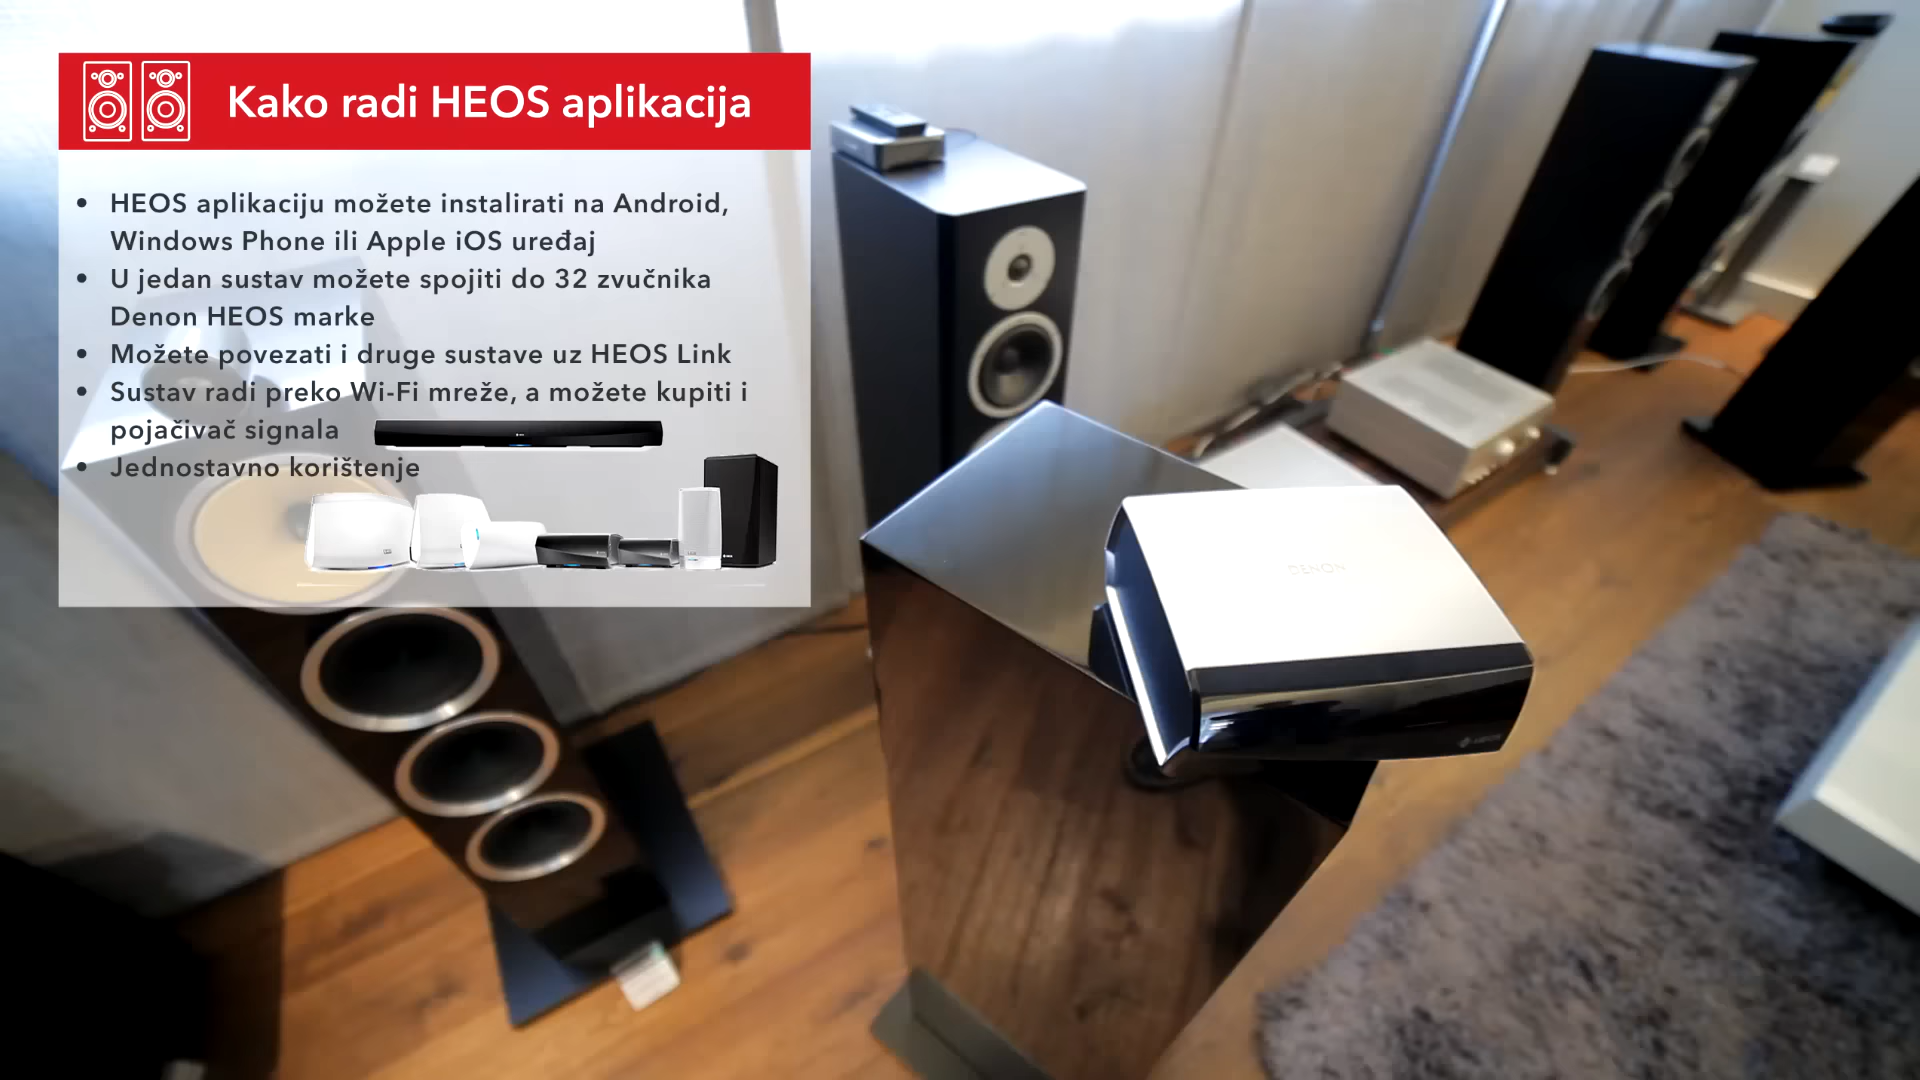 Kako radi HEOS aplikacija
• HEOS aplikaciju možete instalirati na Android,
Windows Phone ili Apple iOS uređaj
• U jedan sustav možete spojiti do 32 zvučnika
Denon HEOS marke
• Možete povezati i druge sustave uz HEOS Link
• Sustav radi preko Wi-Fi mreže, a možete kupiti i
pojačivač signala
• Jednostavno korištenje
DENON